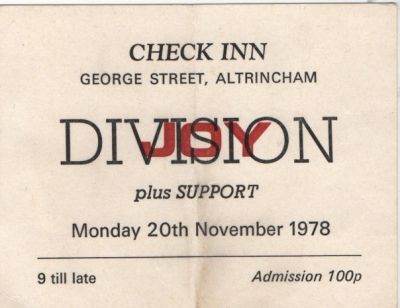 CHECK INN
GEORGE STREET, ALTRINCHAM
JOY
DIVISION
plus SUPPORT
Monday 20th November 1978
9 till late
Admission 100p